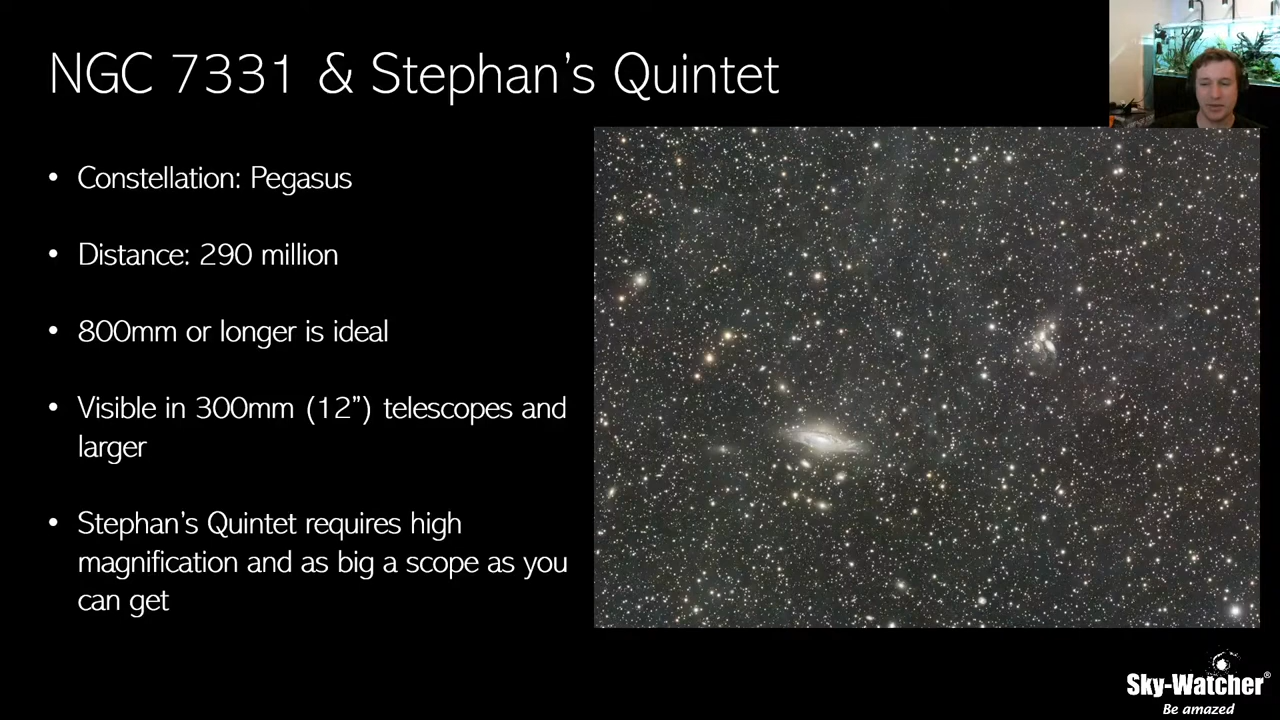 NGC 7331 & Stephan’s Quintet
• Constellation: Pegasus
• Distance: 290 million
• 800mm or longer is ideal
• Visible in 300mm (12”) telescopes and
larger
• Stephan’s Quintet requires high
magnification and as big a scope as you
can get
Sky-Watcher®
Be amazed